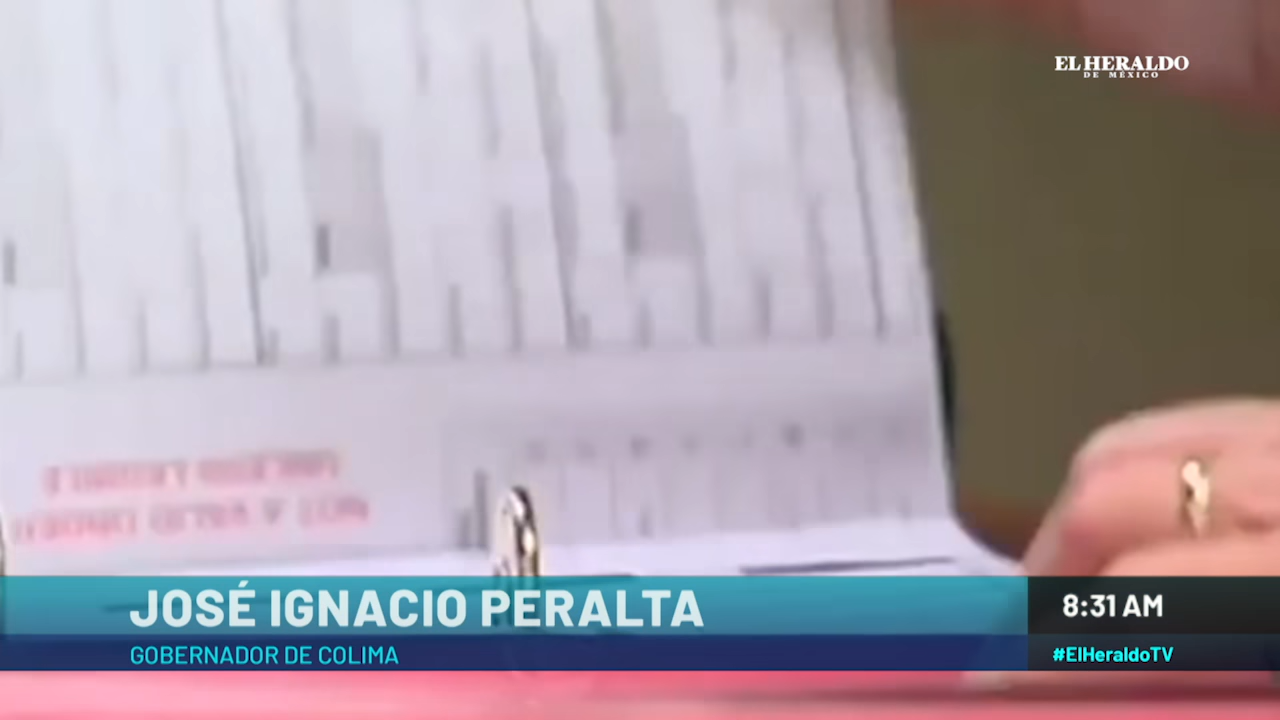 EL HERALDO
DE MÉXICO
JOSÉ IGNACIO PERALTA
8:31 AM
GOBERNADOR DE COLIMA
#ElHeraldoTV